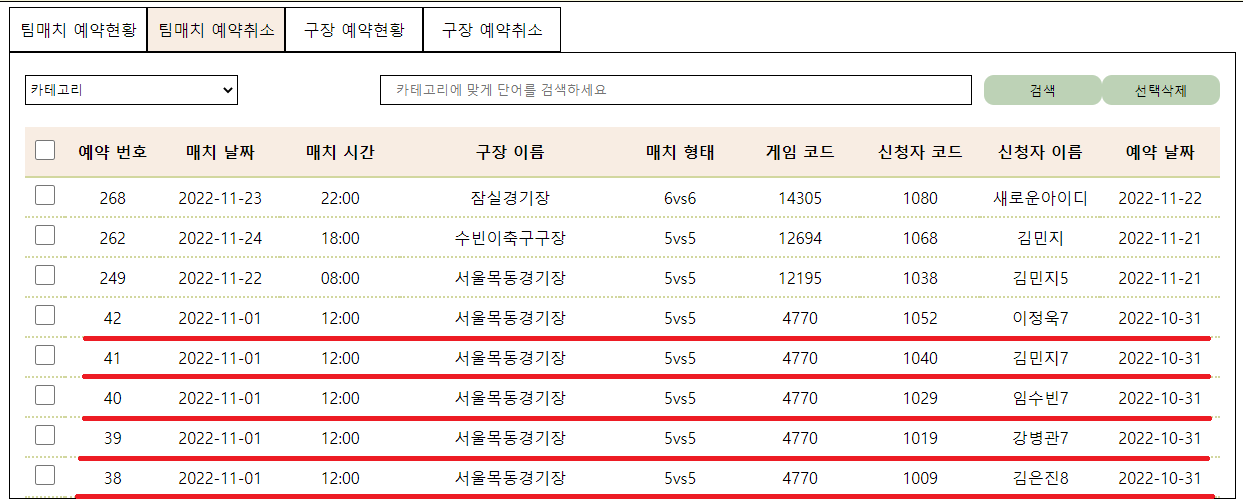 팀매치 예약현황 팀매치 예약취소 구장 예약현황 구장 예약취소
카테고리 카테고리에 맞게 단어를 검색하세요 검색 선택삭제
예약 번호 매치 날짜 매치 시간 구장 이름 매치 형태 게임 코드 신청자 코드 신청자 이름 예약 날짜
268 2022-11-23 22:00 잠실경기장 6vs6 14305 1080 새로운아이디 2022-11-22
262 2022-11-24 18:00 수빈이축구구장 5vs5 12694 1068 김민지 2022-11-21
249 2022-11-22 08:00 서울목동경기장 5vs5 12195 1038 김민지5 2022-11-21
42 2022-11-01 12:00 서울목동경기장 5vs5 4770 1052 이정욱7 2022-10-31
41 2022-11-01 12:00 서울목동경기장 5vs5 4770 1040 김민지7 2022-10-31
40 2022-11-01 12:00 서울목동경기장 5vs5 4770 1029 임수빈7 2022-10-31
39 2022-11-01 12:00 서울목동경기장 5vs5 4770 1019 강병관7 2022-10-31
38 2022-11-01 12:00 서울목동경기장 5vs5 4770 1009 김은진8 2022-10-31